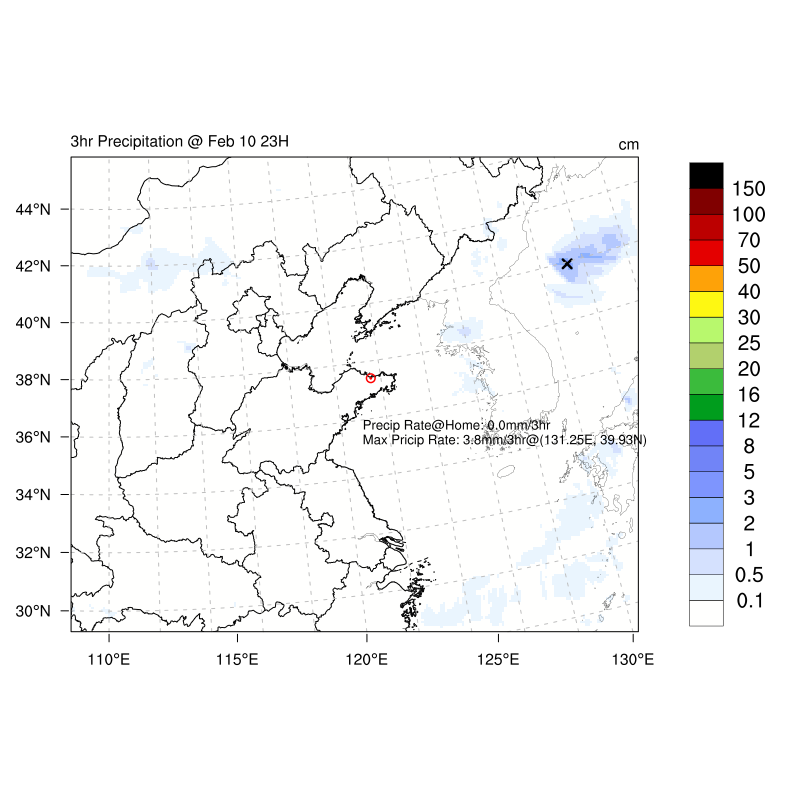 3hr Precipitation @ Feb 10 23H
cm
44°N
42°N
40°N
38°N
36°N
34°N
32°N
30°N
110°E
115°E
120°E
125°E
130°E
Precip Rate@Home: 0.0mm/3hr
Max Pricip Rate: 3.8mm/3hr@(131.25E, 39.93N)
150
100
70
50
40
30
25
20
16
12
8
5
3
2
1
0.5
0.1